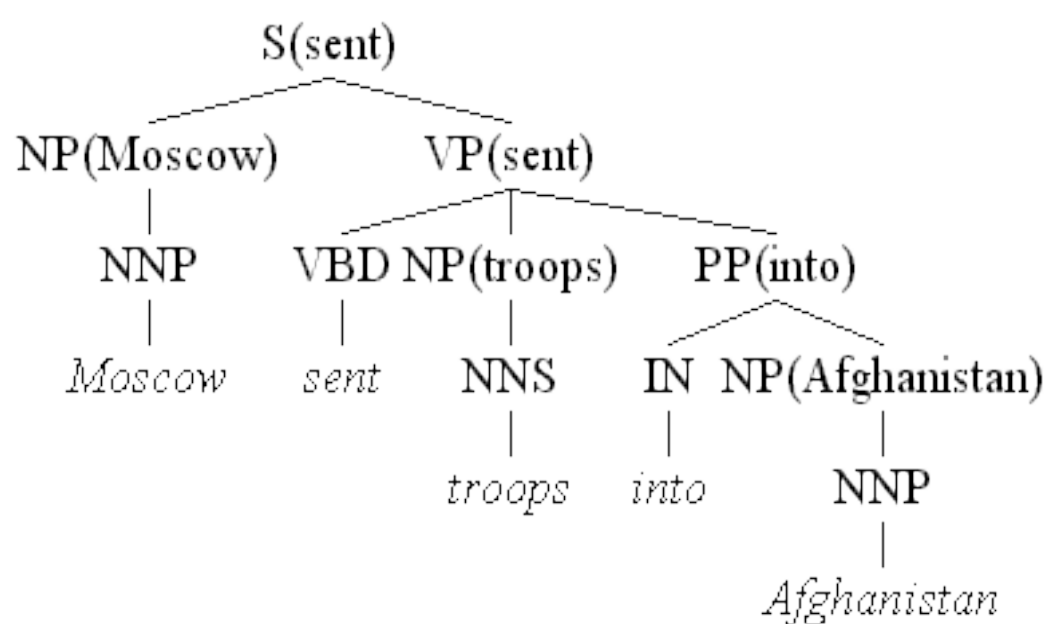 S(sent)
NP(Moscow) VP(sent)
NNP VBD NP(troops) PP(into)
Moscow sent NNS IN NP(Afghanistan)
troops into NNP
Afghanistan